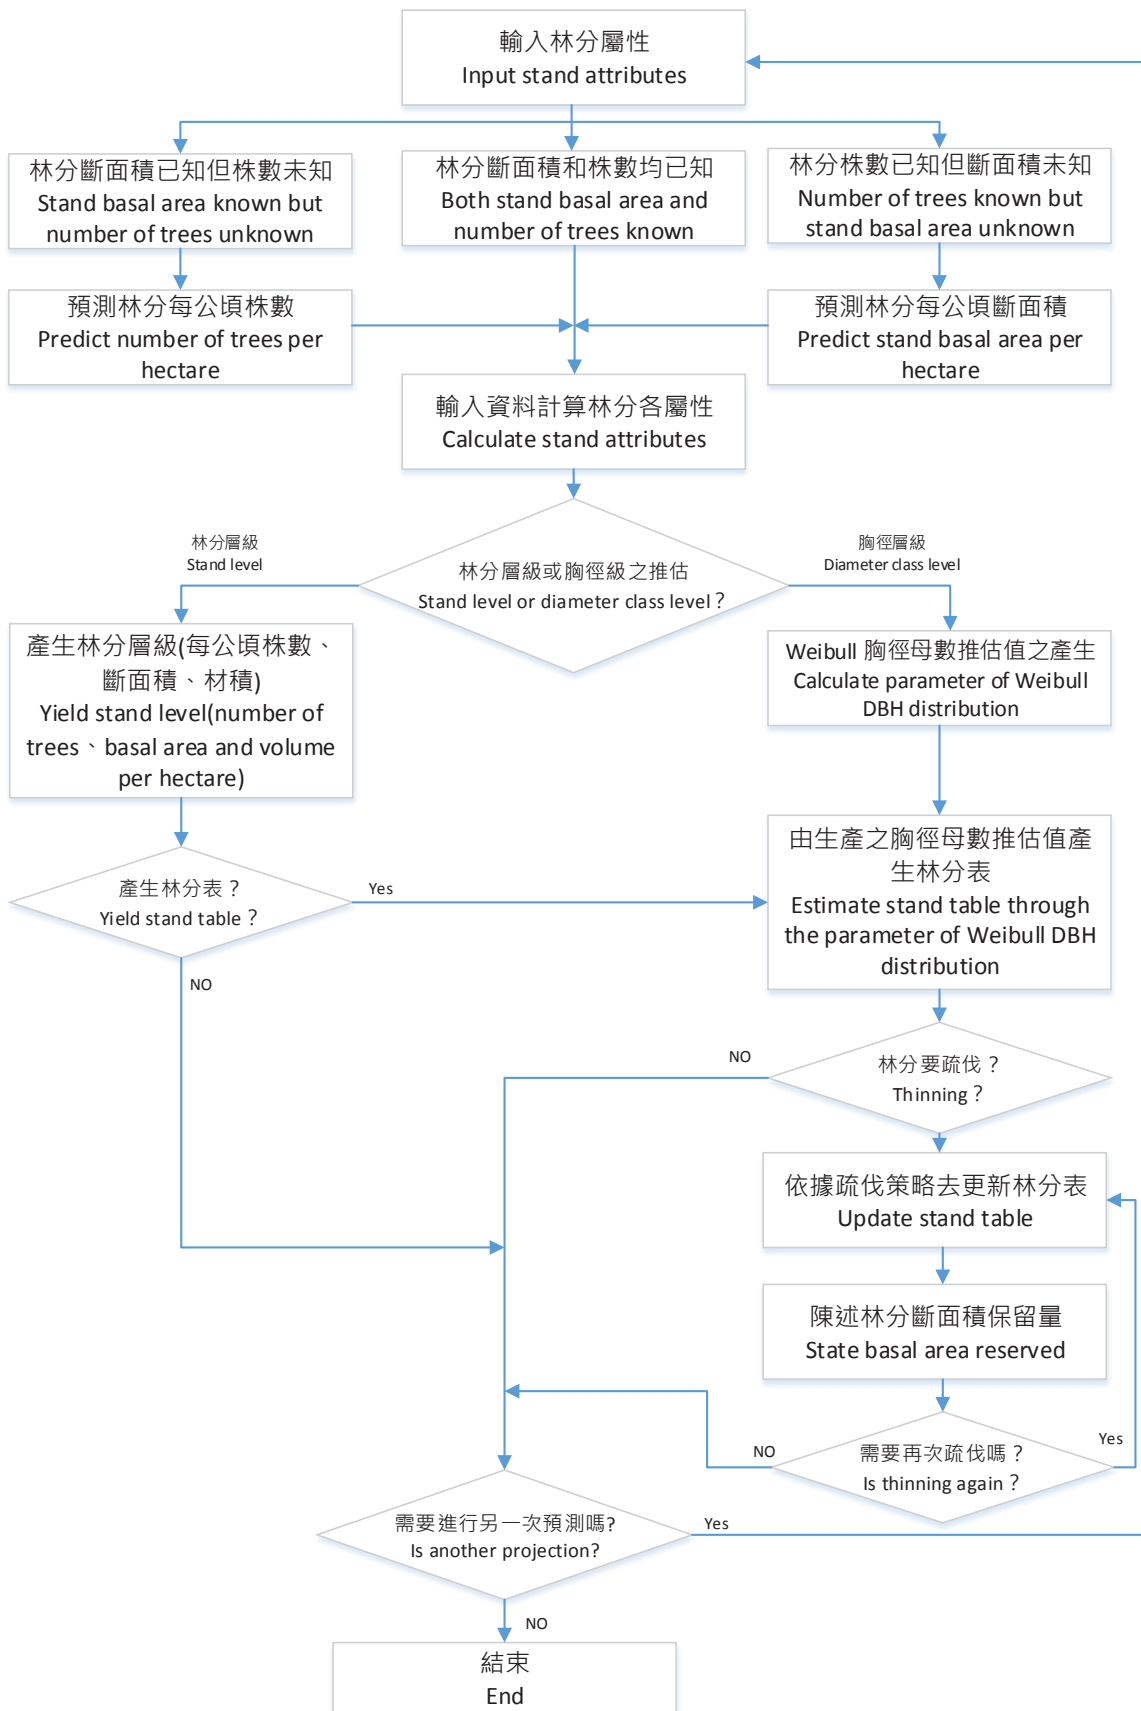 輸入林分屬性
Input stand attributes
林分斷面積已知但株數未知
Stand basal area known but
number of trees unknown
林分斷面積和株數均已知
Both stand basal area and
number of trees known
林分株數已知但斷面積未知
Number of trees known but
stand basal area unknown
預測林分每公頃株數
Predict number of trees per
hectare
預測林分每公頃斷面積
Predict stand basal area per
hectare
輸入資料計算林分各屬性
Calculate stand attributes
林分層級
Stand level
林分層級或胸徑級之推估
Stand level or diameter class level？
胸徑層級
Diameter class level
產生林分層級(每公頃株數、
斷面積、材積)
Yield stand level(number of
trees、basal area and volume
per hectare)
Weibull 胸徑母數推估值之產生
Calculate parameter of Weibull
DBH distribution
產生林分表？
Yield stand table？
Yes
NO
由生產之胸徑母數推估值產
生林分表
Estimate stand table through
the parameter of Weibull DBH
distribution
NO
林分要疏伐？
Thinning？
依據疏伐策略去更新林分表
Update stand table
陳述林分斷面積保留量
State basal area reserved
NO
需要再次疏伐嗎？
Is thinning again？
Yes
需要進行另一次預測嗎?
Is another projection?
Yes
NO
結束
End